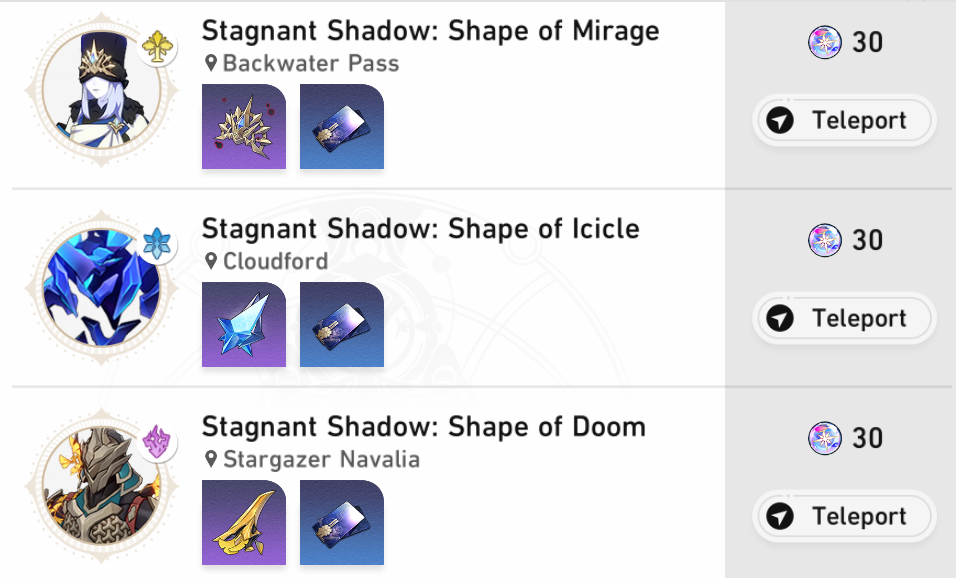 Stagnant Shadow: Shape of Mirage
30
Backwater Pass
Teleport
Stagnant Shadow: Shape of Icicle
30
Cloudford
Teleport
Stagnant Shadow: Shape of Doom
30
Stargazer Navalia
Teleport